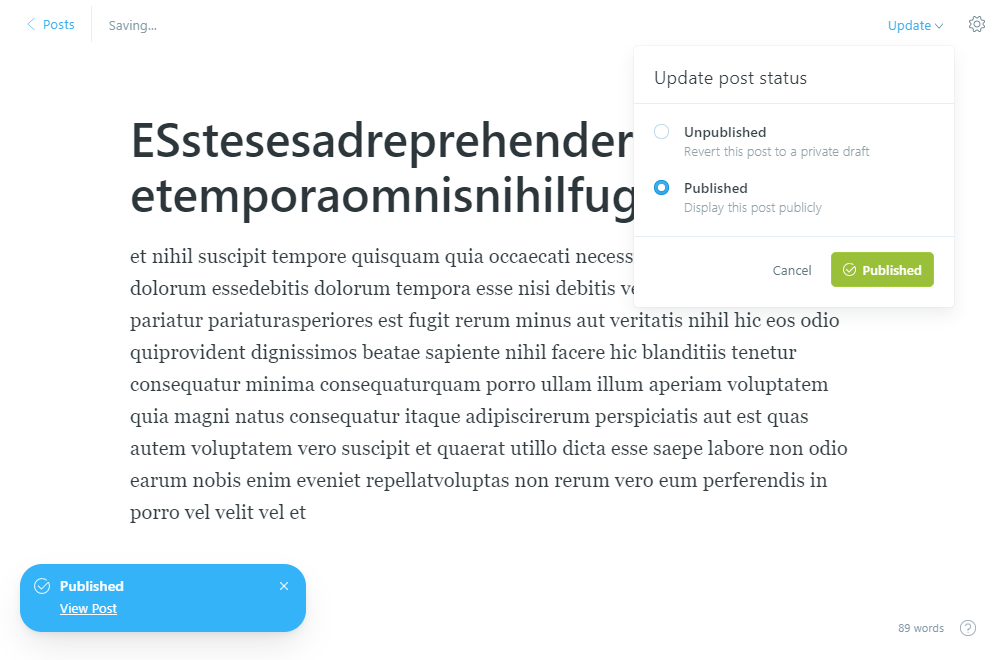 Posts
Saving...
Update
Update post status
Unpublished
Revert this post to a private draft
Published
Display this post publicly
Cancel
Published
ESstesesadreprehender
etemporaomnisnihilfug
et nihil suscipit tempore quisquam quia occaecati
dolorum essedebitis dolorum tempora esse nisi debitis
pariatur pariaturasperiores est fugit rerum minus aut veritatis nihil hic eos odio
quiprovident dignissimos beatae sapiente nihil facere hic blanditiis tenetur
consequatur minima consequaturquam porro ullam illum aperiam voluptatem
quia magni natus consequatur itaque adipiscirerum perspiciatis aut est quas
autem voluptatem vero suscipit et quaerat utillo dicta esse saepe labore non odio
earum nobis enim eveniet repellatvoluptas non rerum vero eum perferendis in
porro vel velit vel et
Published
View Post
89 words